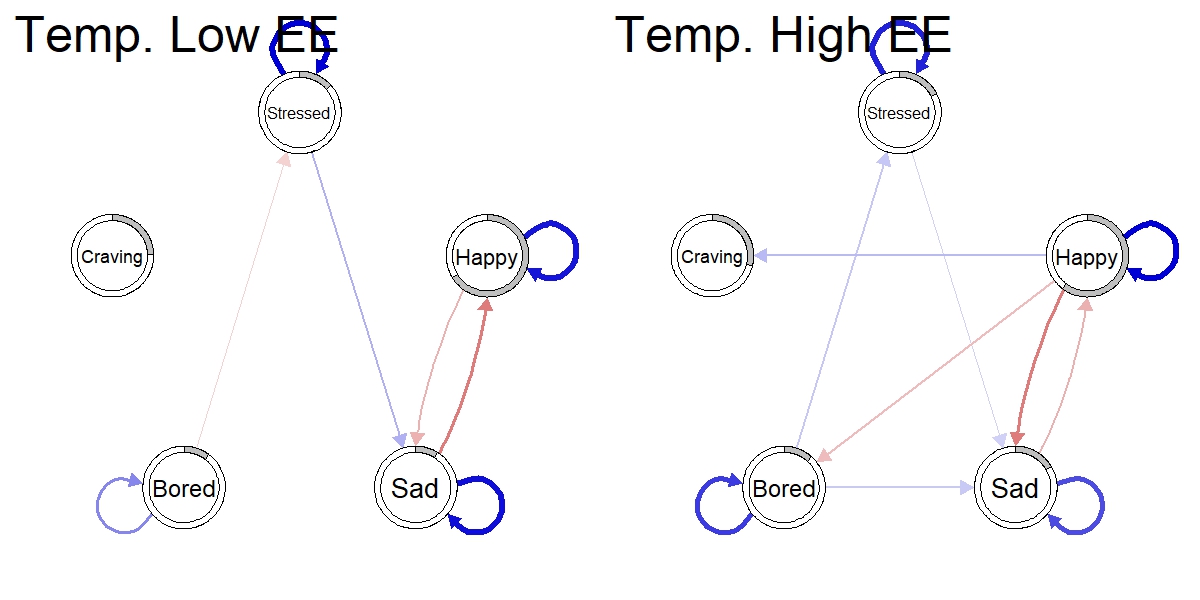 Temp. Low EE
Stressed
Craving
Happy
Bored
Sad
Temp. High EE
Stressed
Craving
Happy
Bored
Sad